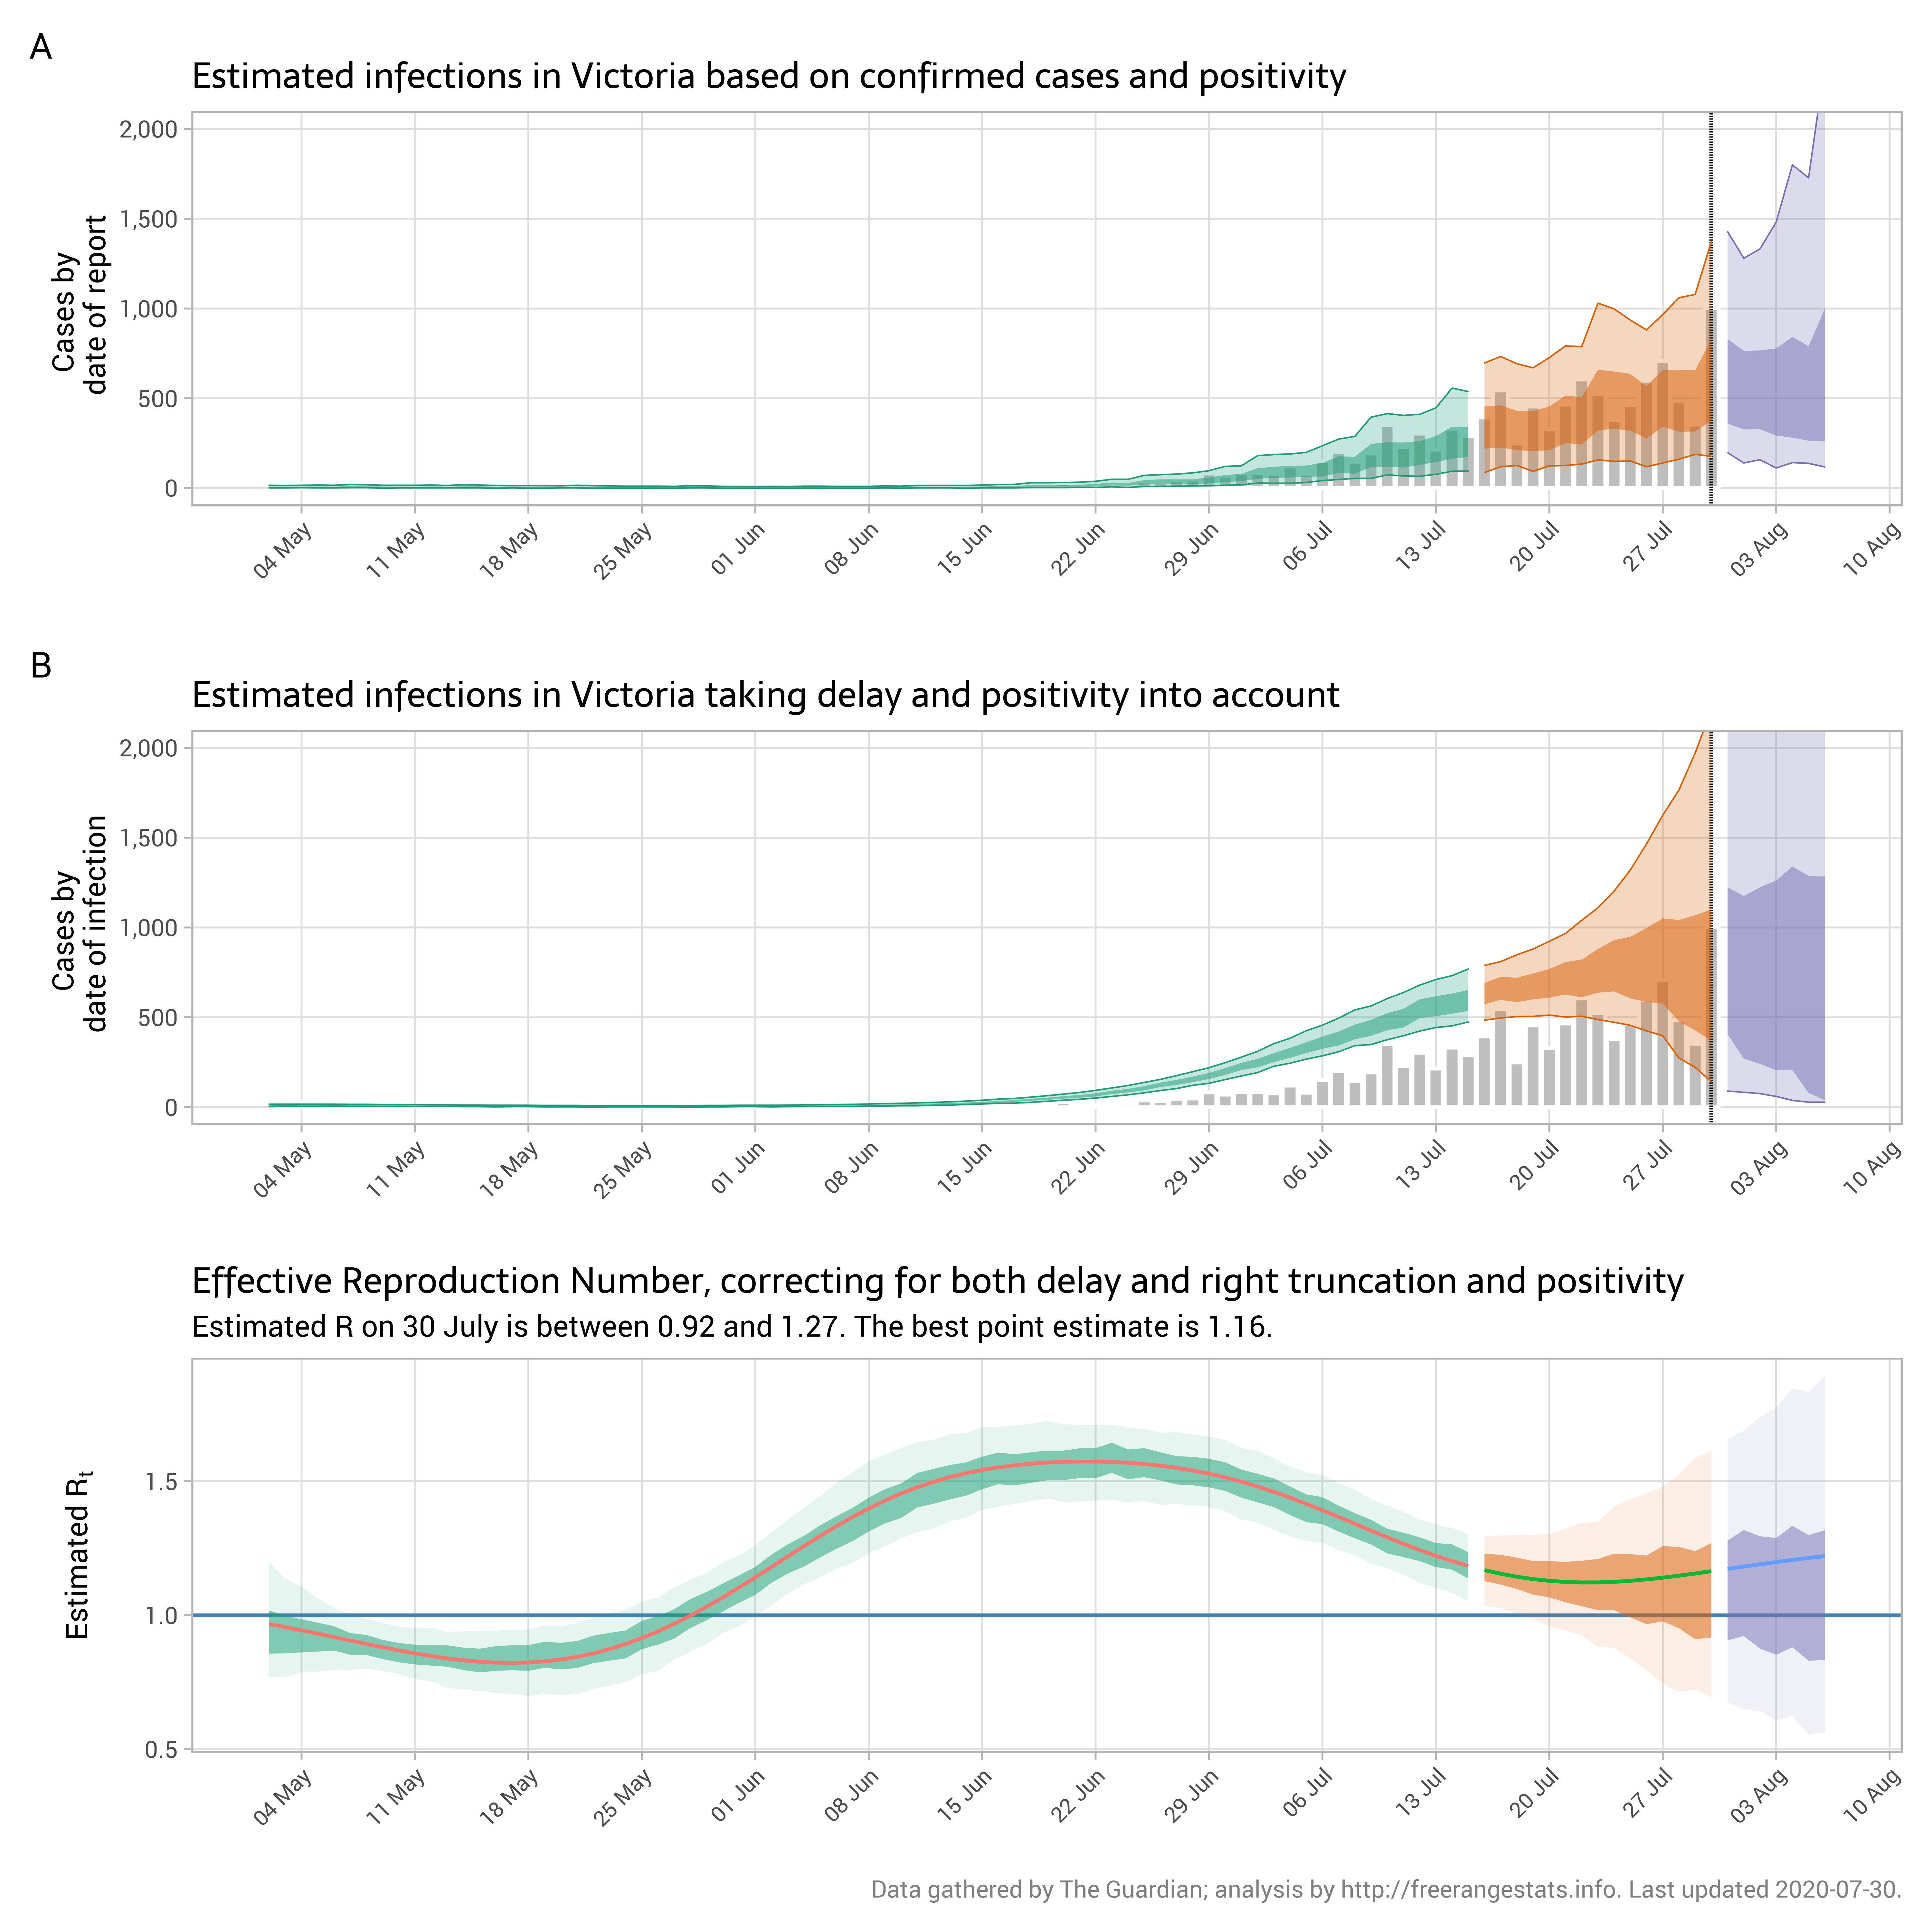 A
Estimated infections in Victoria based on confirmed cases and positivity
Cases by
date of report
2,000
1,500
1,000
500
0
04 May
11 May
18 May
25 May
01 Jun
08 Jun
15 Jun
22 Jun
29 Jun
06 Jul
13 Jul
20 Jul
27 Jul
03 Aug
10 Aug
B
Estimated infections in Victoria taking delay and positivity into account
Cases by
date of infection
2,000
1,500
1,000
500
0
04 May
11 May
18 May
25 May
01 Jun
08 Jun
15 Jun
22 Jun
29 Jun
06 Jul
13 Jul
20 Jul
27 Jul
03 Aug
10 Aug
Effective Reproduction Number, correcting for both delay and right truncation and positivity
Estimated R on 30 July is between 0.92 and 1.27. The best point estimate is 1.16.
Estimated Rt
1.5
1.0
0.5
04 May
11 May
18 May
25 May
01 Jun
08 Jun
15 Jun
22 Jun
29 Jun
06 Jul
13 Jul
20 Jul
27 Jul
03 Aug
10 Aug
Data gathered by The Guardian; analysis by http://freerangestats.info. Last updated 2020-07-30.